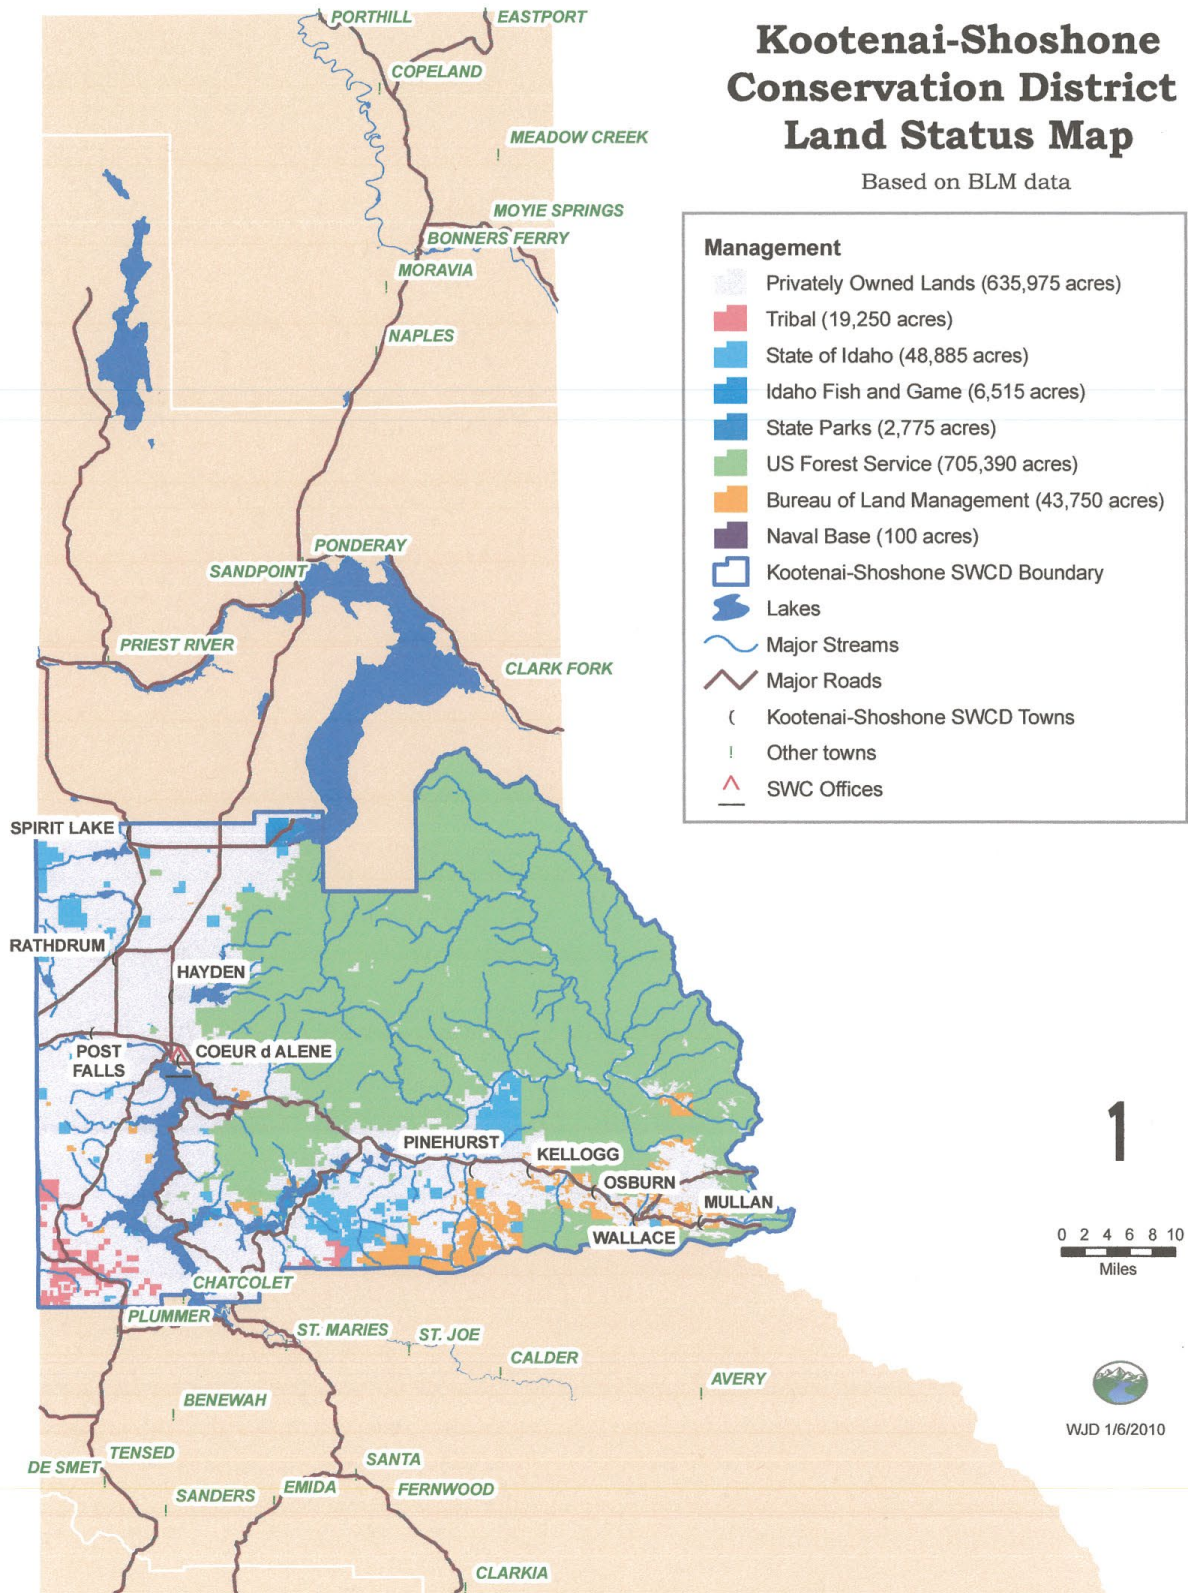 Kootenai-Shoshone
Conservation District
Land Status Map
Based on BLM data
Management
Privately Owned Lands (635,975 acres)
Tribal (19,250 acres)
State of Idaho (48,885 acres)
Idaho Fish and Game (6,515 acres)
State Parks (2,775 acres)
US Forest Service (705,390 acres)
Bureau of Land Management (43,750 acres)
Naval Base (100 acres)
Kootenai-Shoshone SWCD Boundary
Lakes
Major Streams
Major Roads
Kootenai-Shoshone SWCD Towns
Other towns
SWC Offices
PORTHILL
EASTPORT
COPELAND
MEADOW CREEK
MOYIE SPRINGS
BONNERS FERRY
MORAVIA
NAPLES
PONDERAY
SANDPOINT
PRIEST RIVER
CLARK FORK
SPIRIT LAKE
RATHDRUM
HAYDEN
POST
FALLS
COEUR d ALENE
PINEHURST
KELLOGG
OSBURN
MULLAN
WALLACE
CHATCOLET
PLUMMER
ST. MARIES
ST. JOE
CALDER
AVERY
BENEWAH
TENSED
DE SMET
SANTA
EMIDA
FERNWOOD
SANDERS
CLARKIA
1
0 2 4 6 8 10
Miles
WJD 1/6/2010